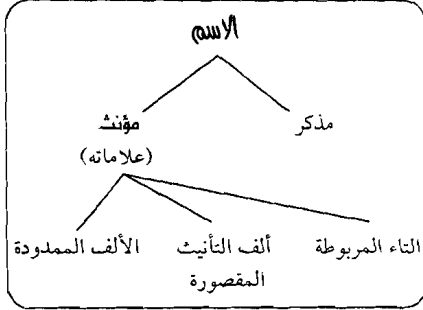 الاسم
مذكر
مؤنث
(علاماته)
التاء المربوطة
ألف التأنيث
المقصورة
الألف الممدودة